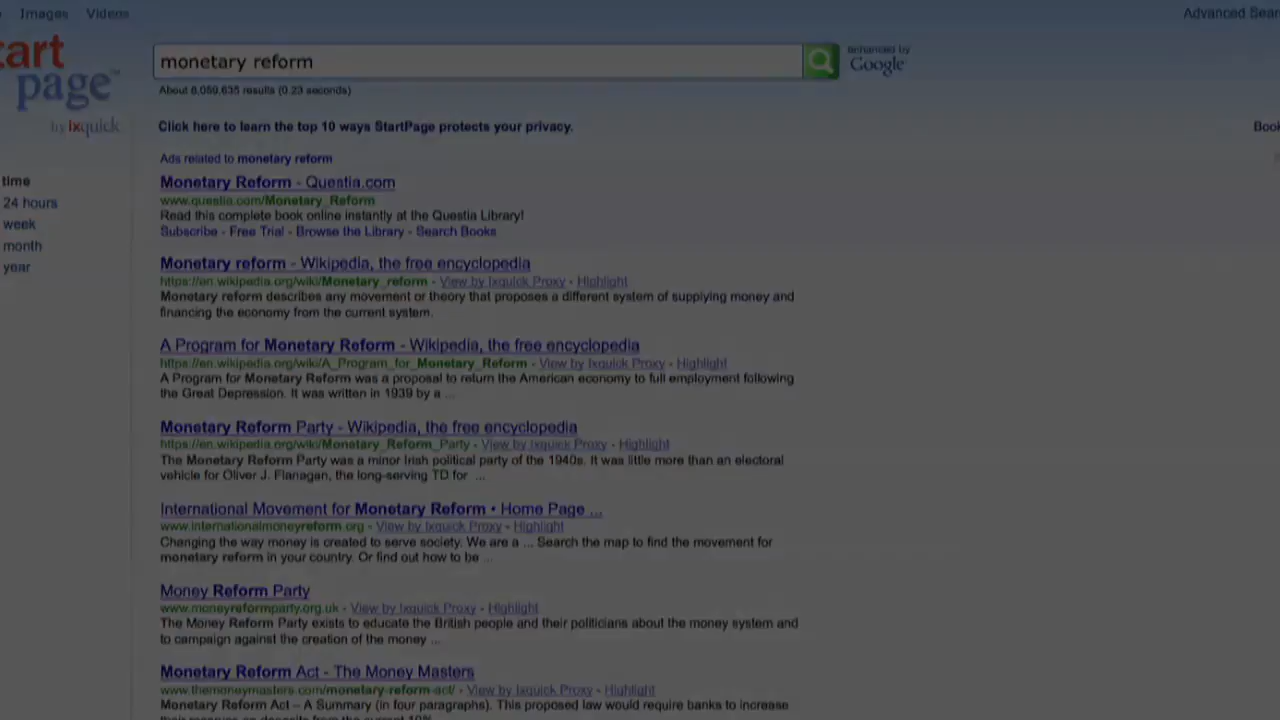 Images Videos
Advanced Sear
art
page™
by Ixquick
monetary reform
enhanced by
Google
About 6,059,635 results (0.23 seconds)
Click here to learn the top 10 ways StartPage protects your privacy.
Book
Ads related to monetary reform
time
24 hours
week
month
year
Monetary Reform - Questia.com
www.questia.com/Monetary_Reform
Read this complete book online instantly at the Questia Library!
Subscribe - Free Trial - Browse the Library - Search Books
Monetary reform - Wikipedia, the free encyclopedia
https://en.wikipedia.org/wiki/Monetary_reform - View by Ixquick Proxy - Highlight
Monetary reform describes any movement or theory that proposes a different system of supplying money and
financing the economy from the current system.
A Program for Monetary Reform - Wikipedia, the free encyclopedia
https://en.wikipedia.org/wiki/A_Program_for_Monetary_Reform - View by Ixquick Proxy - Highlight
A Program for Monetary Reform was a proposal to return the American economy to full employment following
the Great Depression. It was written in 1939 by a ...
Monetary Reform Party - Wikipedia, the free encyclopedia
https://en.wikipedia.org/wiki/Monetary_Reform_Party - View by Ixquick Proxy - Highlight
The Monetary Reform Party was a minor Irish political party of the 1940s. It was little more than an electoral
vehicle for Oliver J. Flanagan, the long-serving TD for ...
International Movement for Monetary Reform • Home Page ...
www.internationalmoneyreform.org - View by Ixquick Proxy - Highlight
Changing the way money is created to serve society. We are a ... Search the map to find the movement for
monetary reform in your country. Or find out how to be ...
Money Reform Party
www.moneyreformparty.org.uk - View by Ixquick Proxy - Highlight
The Money Reform Party exists to educate the British people and their politicians about the money system and
to campaign against the creation of the money ...
Monetary Reform Act - The Money Masters
www.themoneymasters.com/monetary-reform-act/ - View by Ixquick Proxy - Highlight
Monetary Reform Act – A Summary (in four paragraphs). This proposed law would require banks to increase
their reserves on deposits from the current 10%